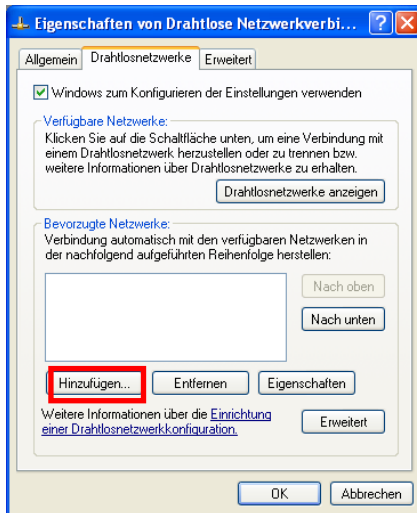 Eigenschaften von Drahtlose Netzwerkverbi...
Allgemein Drahtlosnetzwerke Erweitert
Windows zum Konfigurieren der Einstellungen verwenden
Verfügbare Netzwerke:
Klicken Sie auf die Schaltfläche unten, um eine Verbindung mit
einem Drahtlosnetzwerk herzustellen oder zu trennen bzw.
weitere Informationen über Drahtlosnetzwerke zu erhalten.
Drahtlosnetzwerke anzeigen
Bevorzugte Netzwerke:
Verbindung automatisch mit den verfügbaren Netzwerken in
der nachfolgend aufgeführten Reihenfolge herstellen:
Nach oben
Nach unten
Hinzufügen... Entfernen Eigenschaften
Weitere Informationen über die Einrichtung
einer Drahtlosnetzwerkkonfiguration.
Erweitert
OK Abbrechen